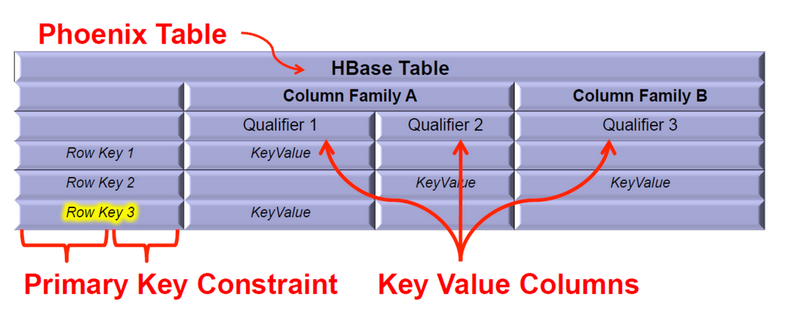 Phoenix Table
HBase Table
Column Family A Column Family B
Qualifier 1 Qualifier 2 Qualifier 3
Row Key 1 KeyValue
Row Key 2 KeyValue KeyValue
Row Key 3 KeyValue
Primary Key Constraint Key Value Columns